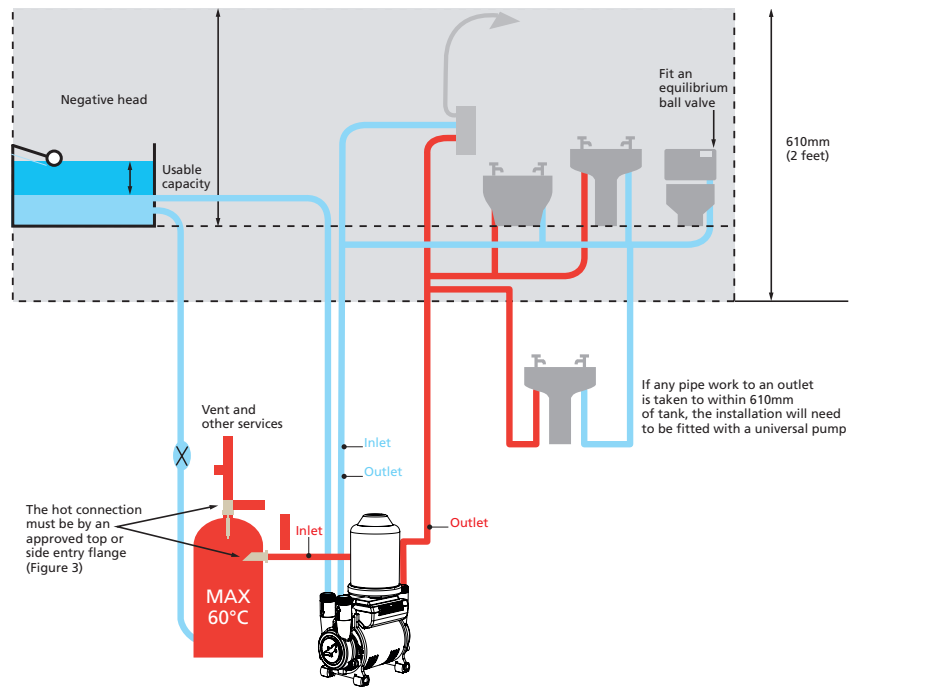 Fit an
equilibrium
ball valve
Negative head
610mm
(2 feet)
Usable
capacity
If any pipe work to an outlet
is taken to within 610mm
of tank, the installation will need
to be fitted with a universal pump
Vent and
other services
Inlet
Outlet
The hot connection
must be by an
approved top or
side entry flange
(Figure 3)
Inlet
Outlet
MAX
60°C